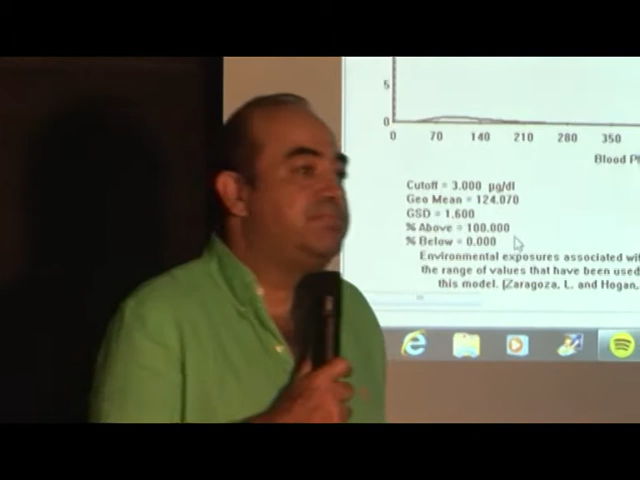 5
0
0 70 140 210 280 350
Blood P
Cutoff = 3.000 µg/dl
Geo Mean = 124.070
GSD = 1.600
% Above = 100.000
% Below = 0.000
Environmental exposures associated wit
the range of values that have been used
this model. [Zaragoza, L. and Hogan,